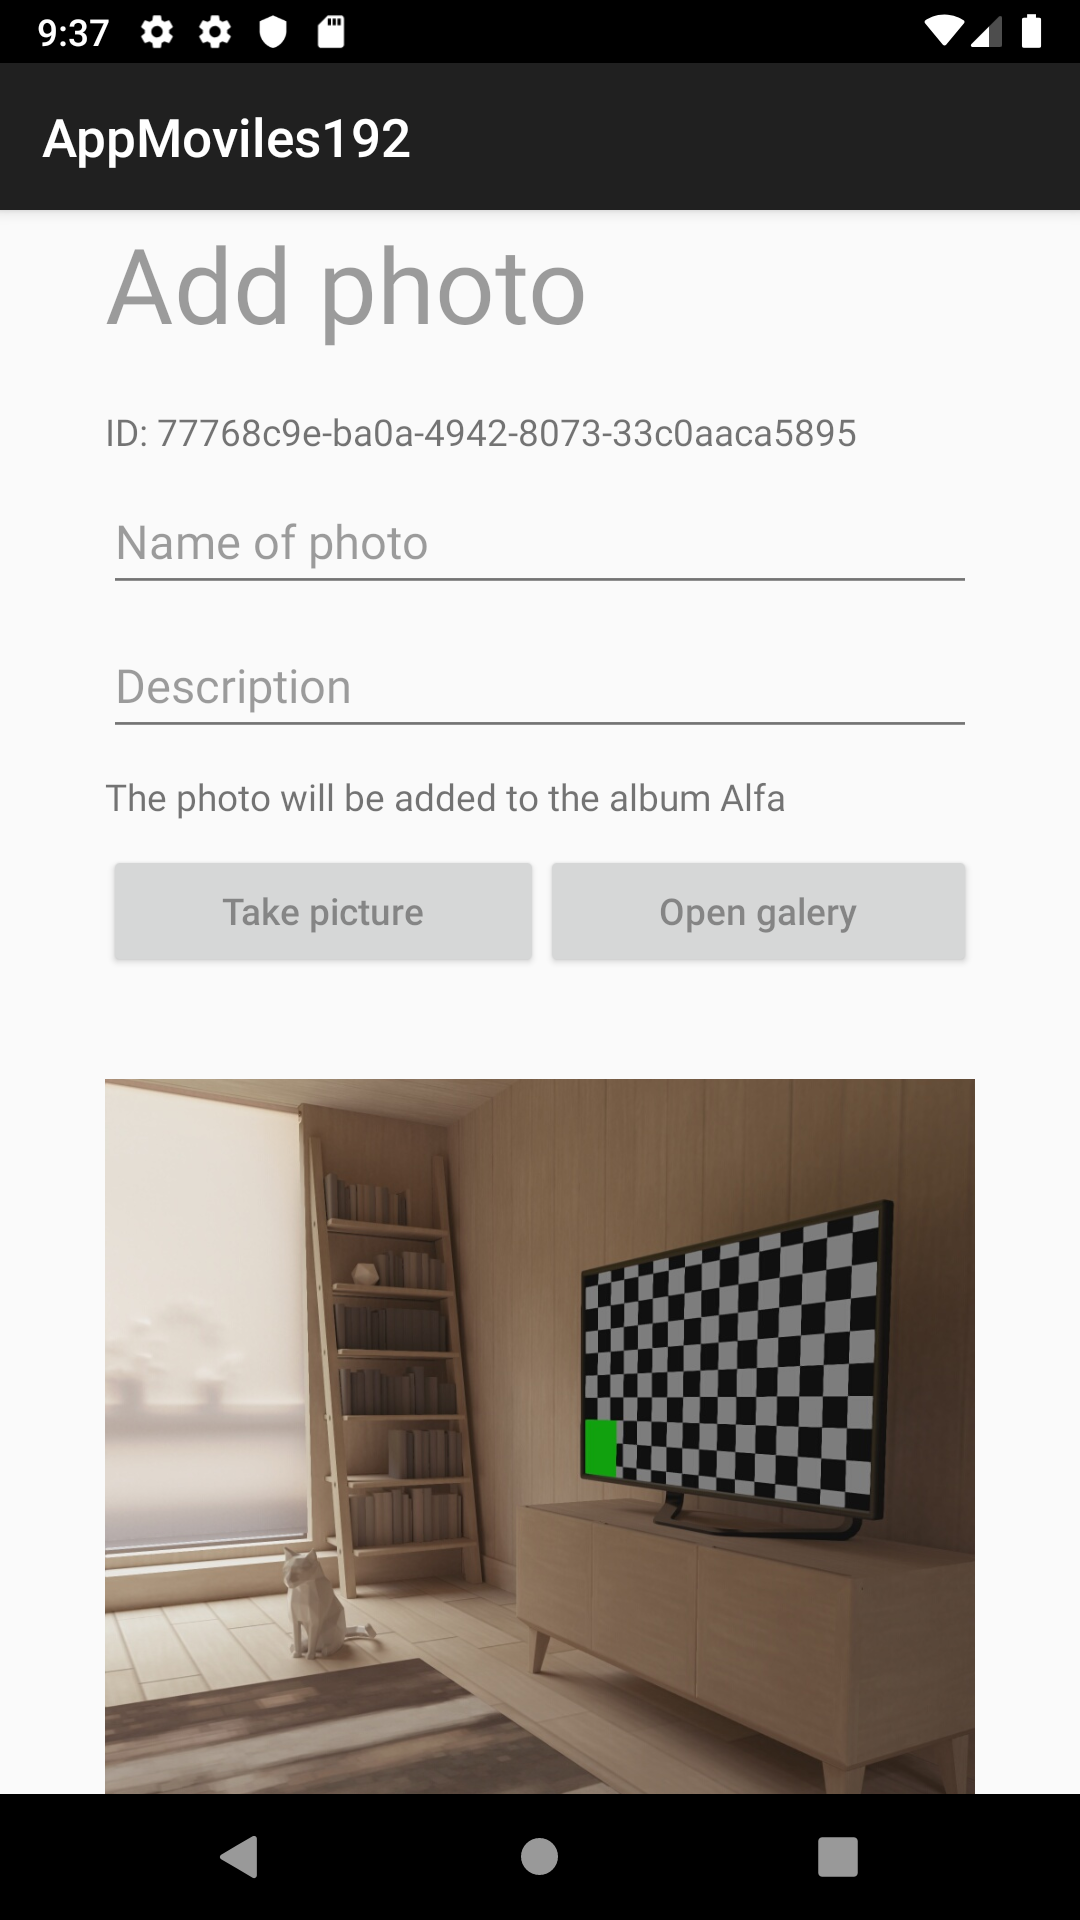 9:37
AppMoviles192
Add photo
ID: 77768c9e-ba0a-4942-8073-33c0aaca5895
Name of photo
Description
The photo will be added to the album Alfa
Take picture
Open galery